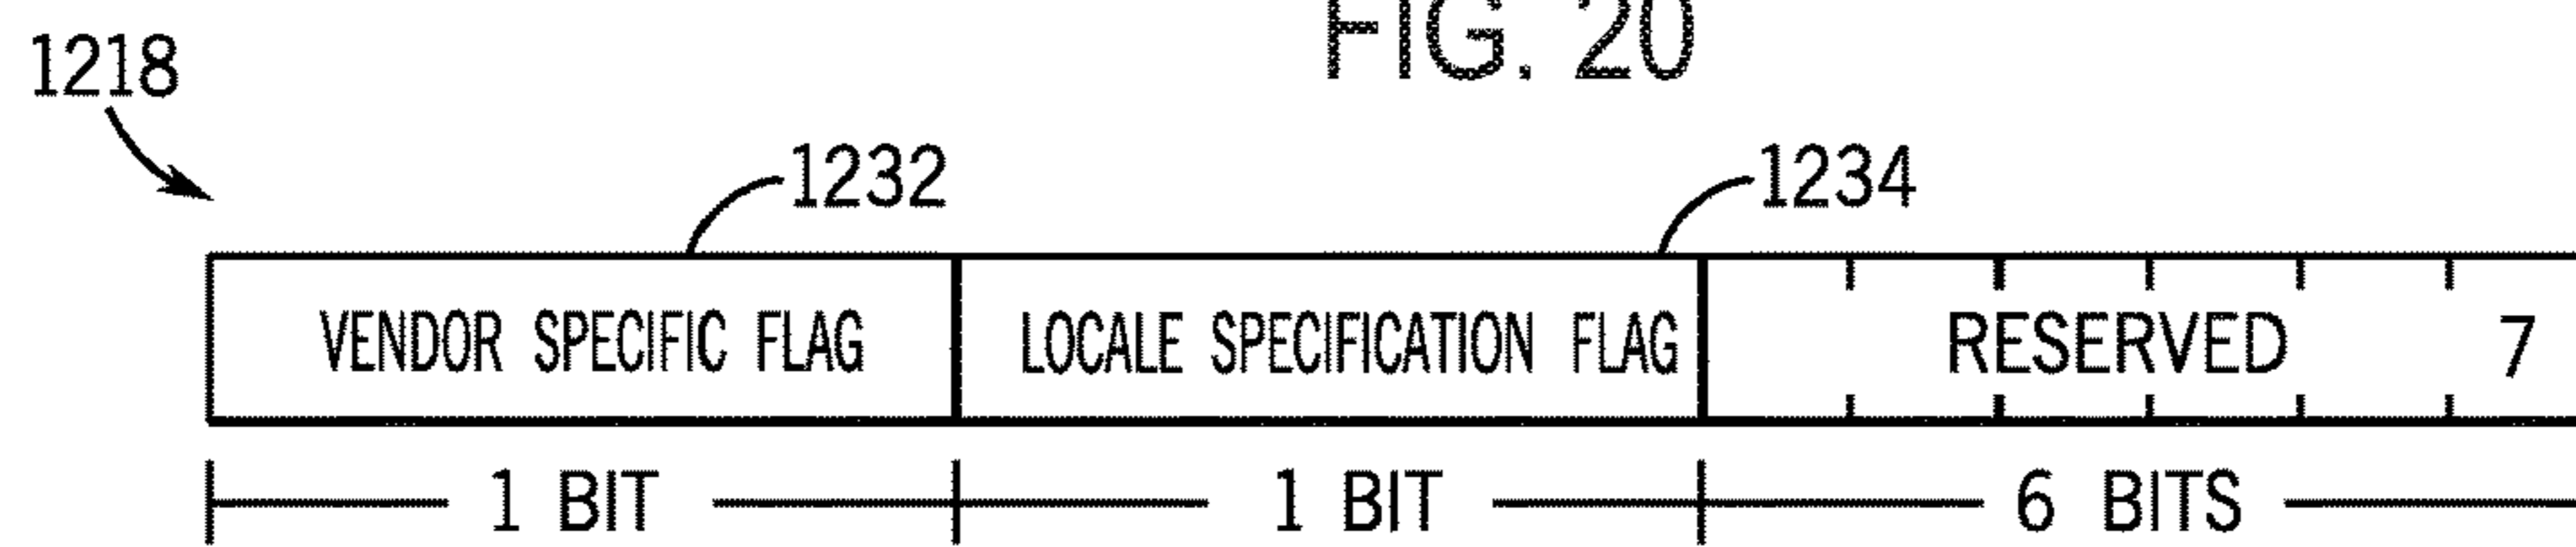 FIG. 20
1218
1232 1234
VENDOR SPECIFIC FLAG LOCALE SPECIFICATION FLAG RESERVED 7
1 BIT 1 BIT 6 BITS